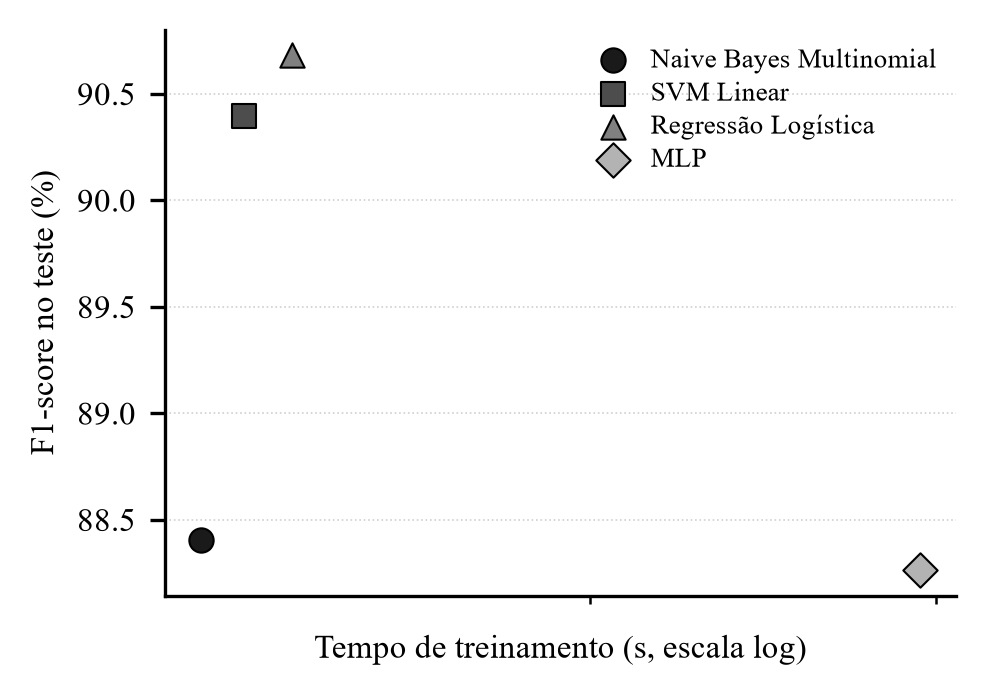 Naive Bayes Multinomial
SVM Linear
Regressão Logística
MLP
F1-score no teste (%)
90.5
90.0
89.5
89.0
88.5
Tempo de treinamento (s, escala log)